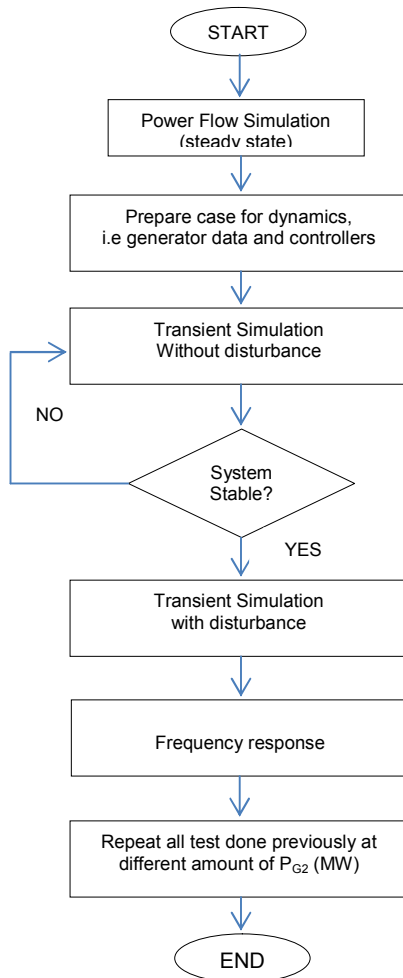 START
Power Flow Simulation
(steady state)
Prepare case for dynamics,
i.e generator data and controllers
Transient Simulation
Without disturbance
NO
System
Stable?
YES
Transient Simulation
with disturbance
Frequency response
Repeat all test done previously at
different amount of P_G2 (MW)
END